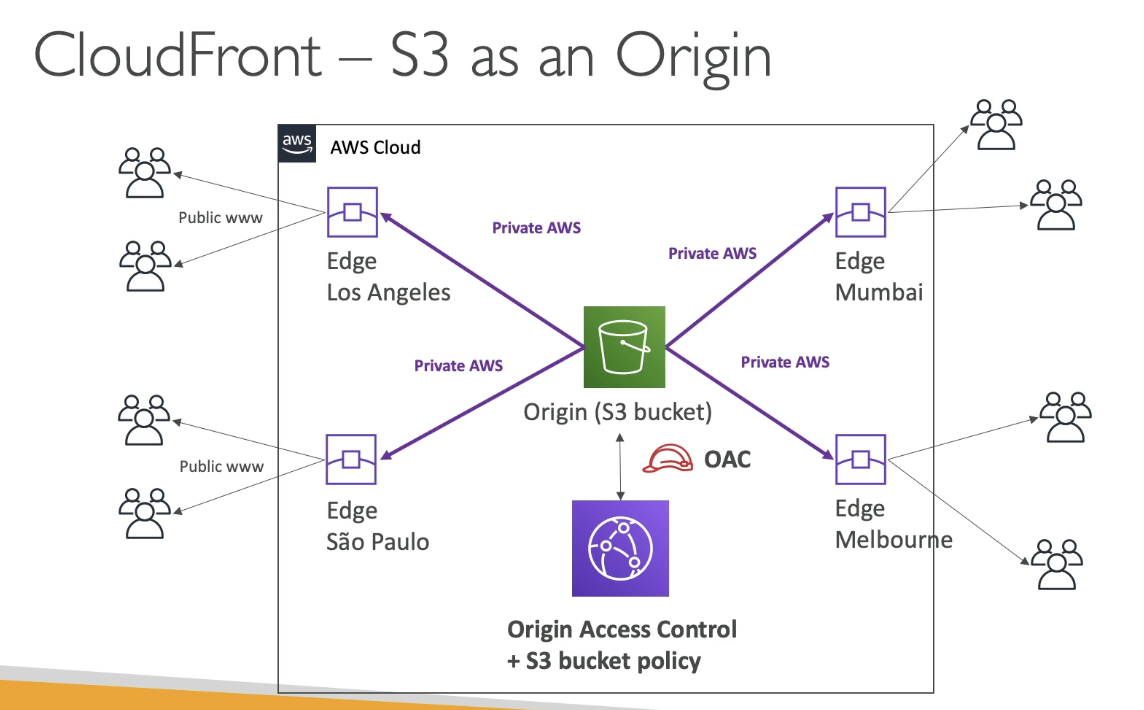 CloudFront – S3 as an Origin
aws
AWS Cloud
Public www
Private AWS
Private AWS
Edge
Los Angeles
Edge
Mumbai
Private AWS
Private AWS
Origin (S3 bucket)
OAC
Public www
Edge
São Paulo
Edge
Melbourne
Origin Access Control
+ S3 bucket policy